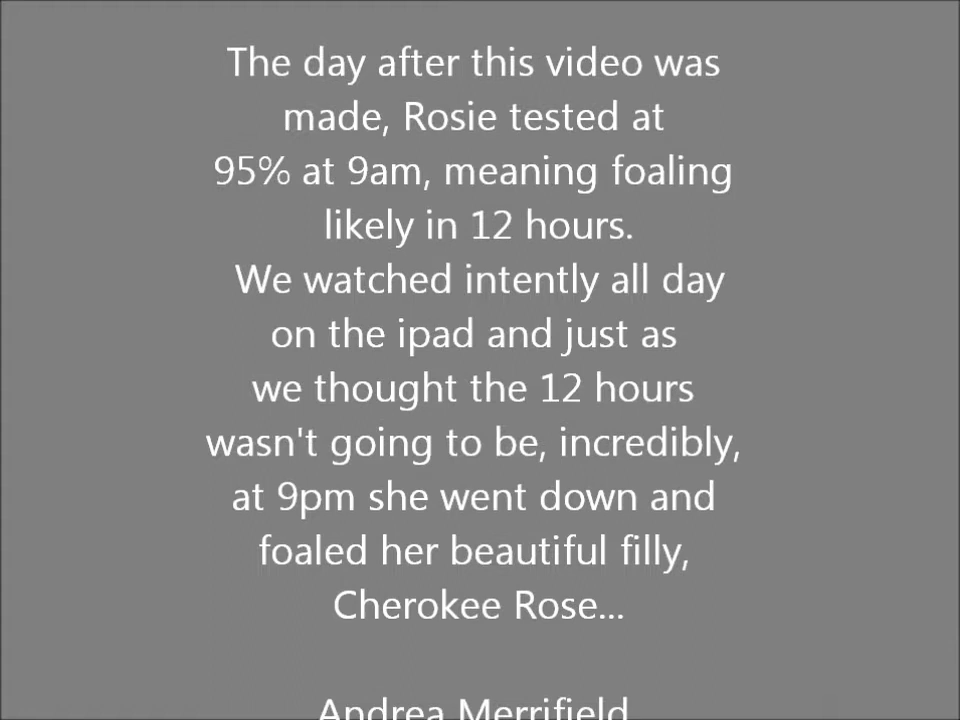 The day after this video was
made, Rosie tested at
95% at 9am, meaning foaling
likely in 12 hours.
We watched intently all day
on the ipad and just as
we thought the 12 hours
wasn't going to be, incredibly,
at 9pm she went down and
foaled her beautiful filly,
Cherokee Rose...
Andrea Merrifield